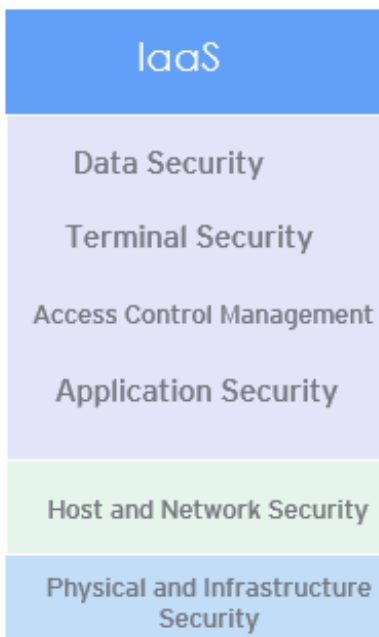 IaaS
Data Security
Terminal Security
Access Control Management
Application Security
Host and Network Security
Physical and Infrastructure
Security